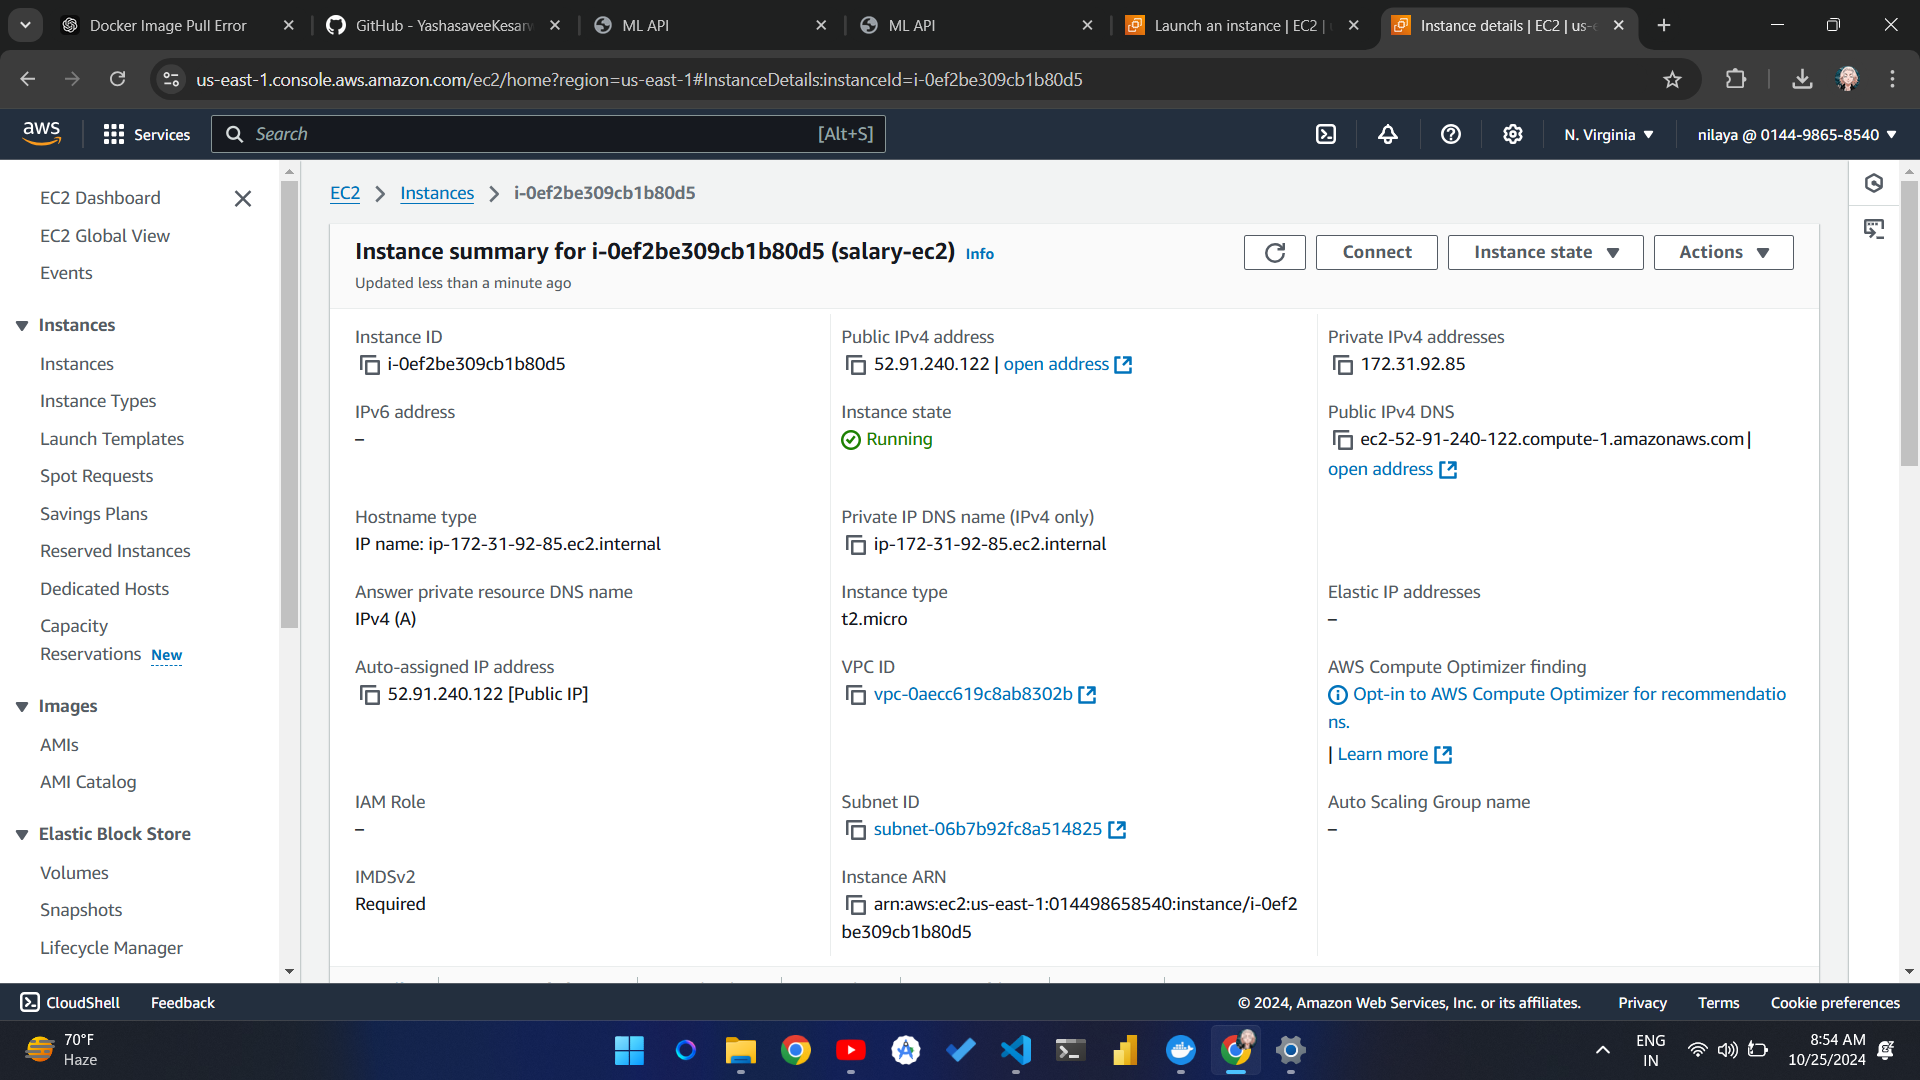 Docker Image Pull Error
GitHub - YashasaveeKesarw
ML API
ML API
Launch an instance | EC2 |
Instance details | EC2 | us-e
us-east-1.console.aws.amazon.com/ec2/home?region=us-east-1#InstanceDetails:instanceId=i-0ef2be309cb1b80d5
aws
Services
Search
[Alt+S]
N. Virginia
nilaya @ 0144-9865-8540
EC2 Dashboard
EC2 Global View
Events
Instances
Instances
Instance Types
Launch Templates
Spot Requests
Savings Plans
Reserved Instances
Dedicated Hosts
Capacity
Reservations New
Images
AMIs
AMI Catalog
Elastic Block Store
Volumes
Snapshots
Lifecycle Manager
EC2
Instances
i-0ef2be309cb1b80d5
Instance summary for i-0ef2be309cb1b80d5 (salary-ec2) Info
Updated less than a minute ago
Connect
Instance state
Actions
Instance ID
i-0ef2be309cb1b80d5
Public IPv4 address
52.91.240.122 | open address
Private IPv4 addresses
172.31.92.85
IPv6 address
–
Instance state
Running
Public IPv4 DNS
ec2-52-91-240-122.compute-1.amazonaws.com |
open address
Hostname type
IP name: ip-172-31-92-85.ec2.internal
Private IP DNS name (IPv4 only)
ip-172-31-92-85.ec2.internal
Answer private resource DNS name
IPv4 (A)
Instance type
t2.micro
Elastic IP addresses
–
Auto-assigned IP address
52.91.240.122 [Public IP]
VPC ID
vpc-0aecc619c8ab8302b
AWS Compute Optimizer finding
Opt-in to AWS Compute Optimizer for recommendatio
ns.
| Learn more
IAM Role
–
Subnet ID
subnet-06b7b92fc8a514825
Auto Scaling Group name
–
IMDSv2
Required
Instance ARN
arn:aws:ec2:us-east-1:014498658540:instance/i-0ef2
be309cb1b80d5
CloudShell
Feedback
© 2024, Amazon Web Services, Inc. or its affiliates.
Privacy
Terms
Cookie preferences
70°F
Haze
ENG
IN
8:54 AM
10/25/2024